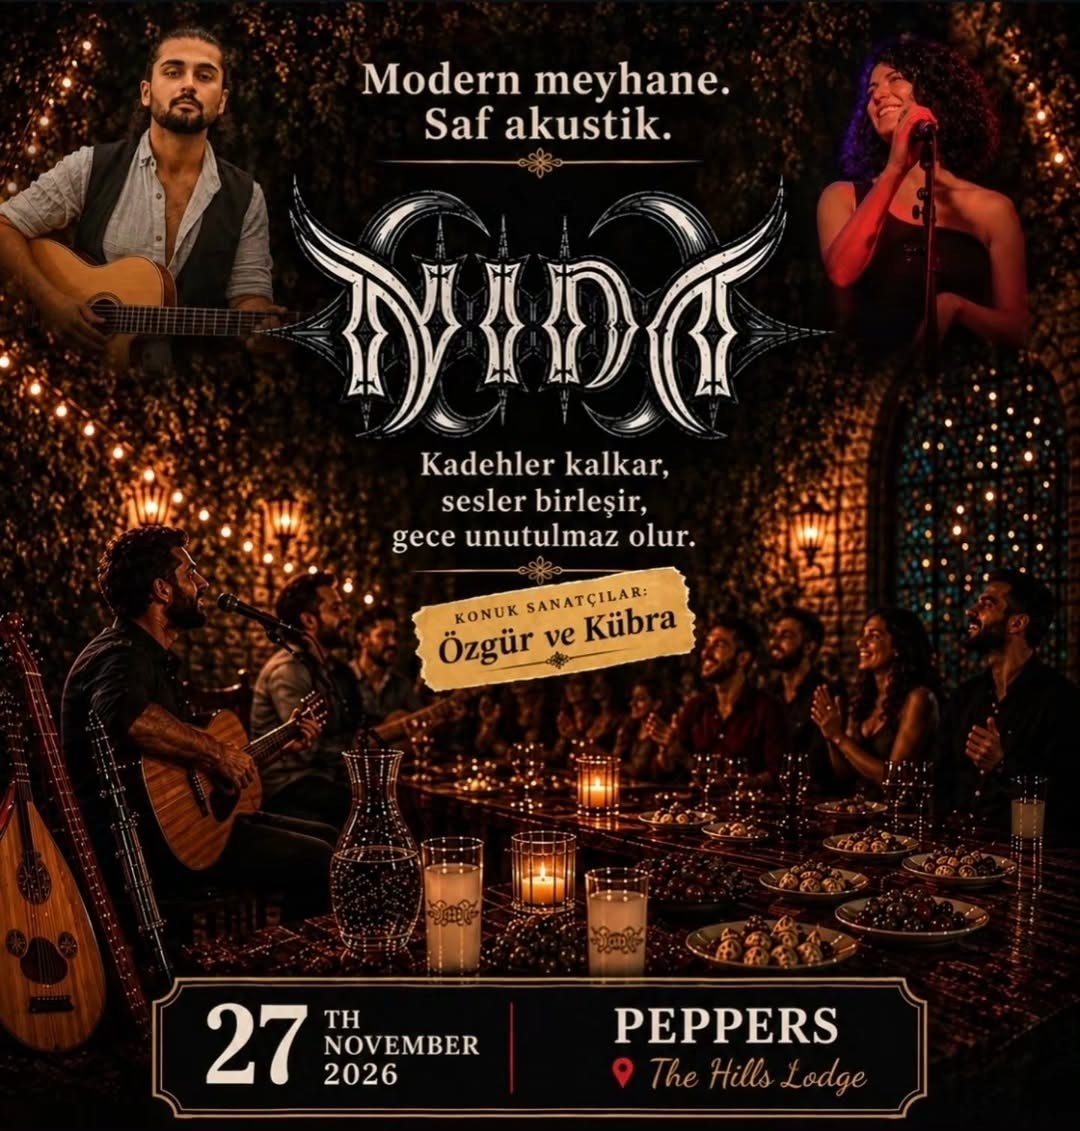 Modern meyhane.
Saf akustik.
NIDA
Kadehler kalkar,
sesler birleşir,
gece unutulmaz olur.
KONUK SANATÇILAR:
Özgür ve Kübra
27 TH
NOVEMBER
2026
PEPPERS
The Hills Lodge